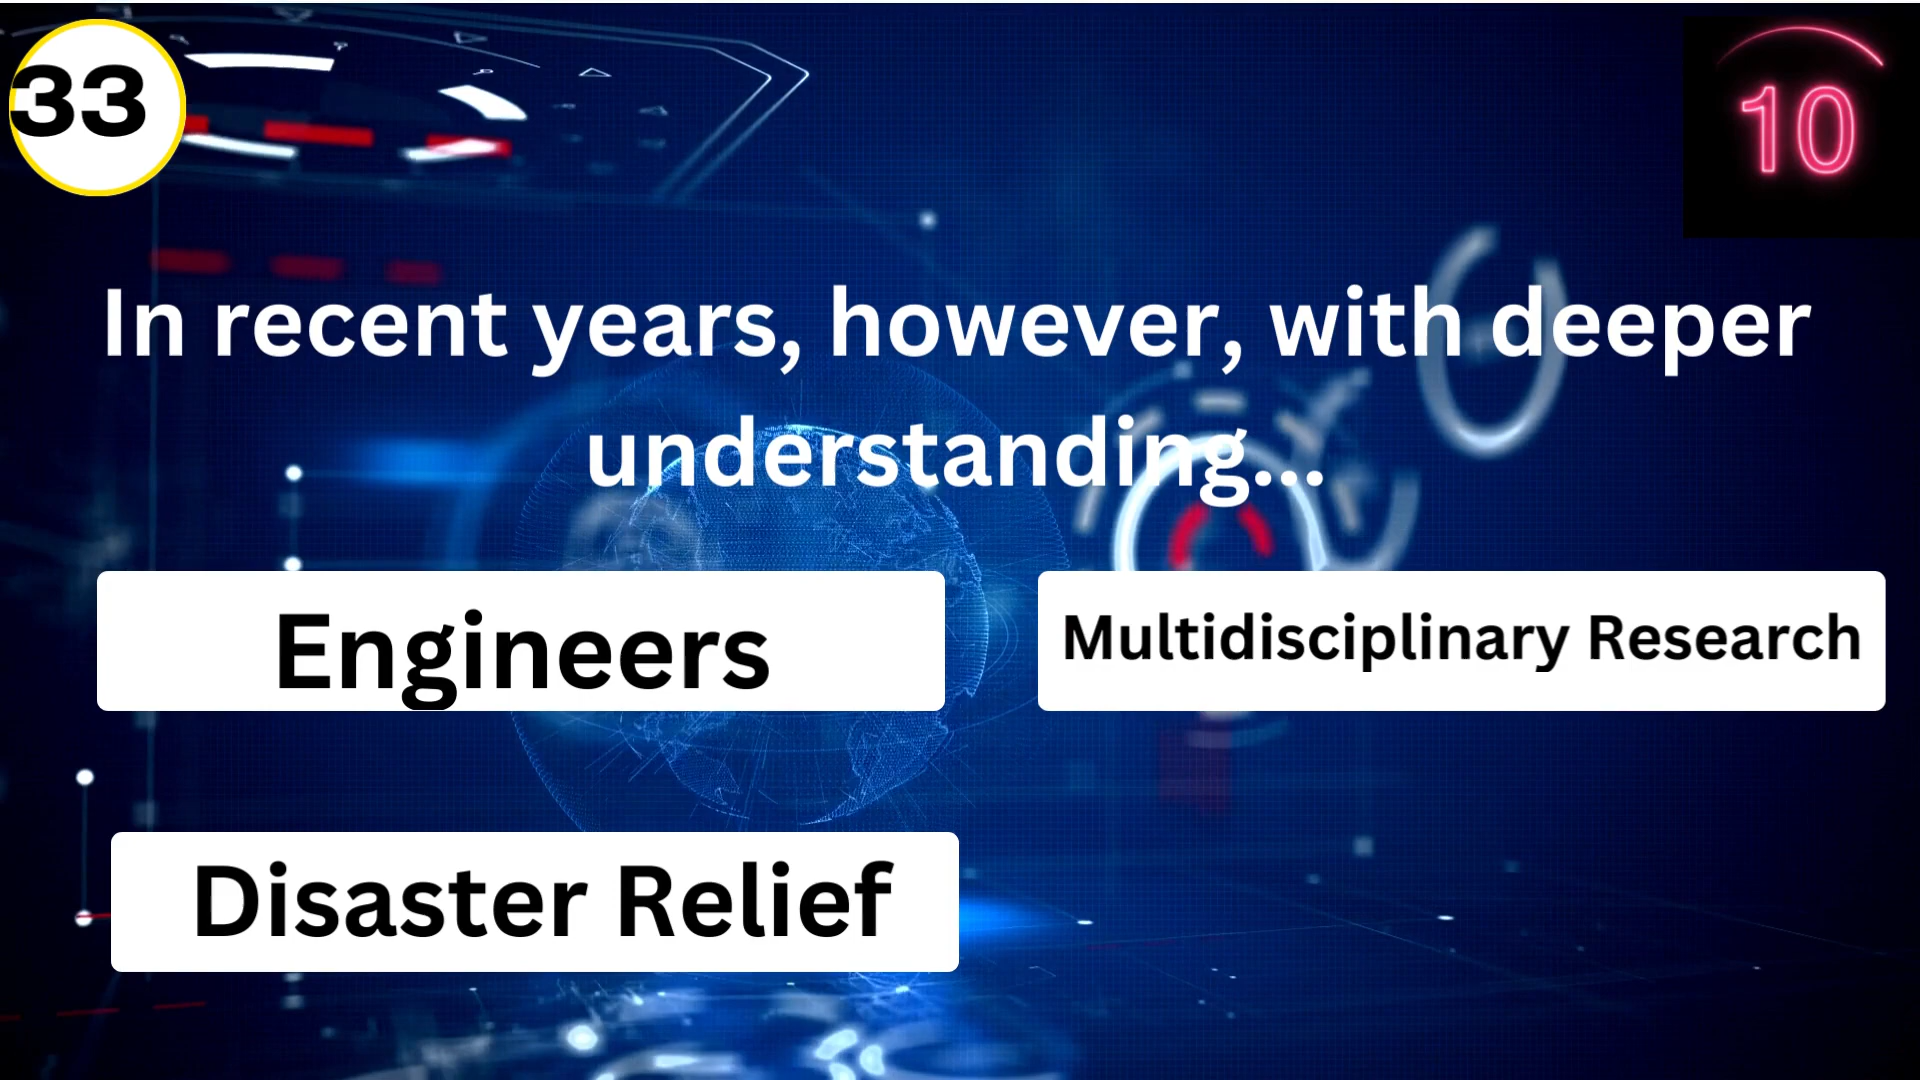 33
10
In recent years, however, with deeper
understanding...
Engineers
Multidisciplinary Research
Disaster Relief